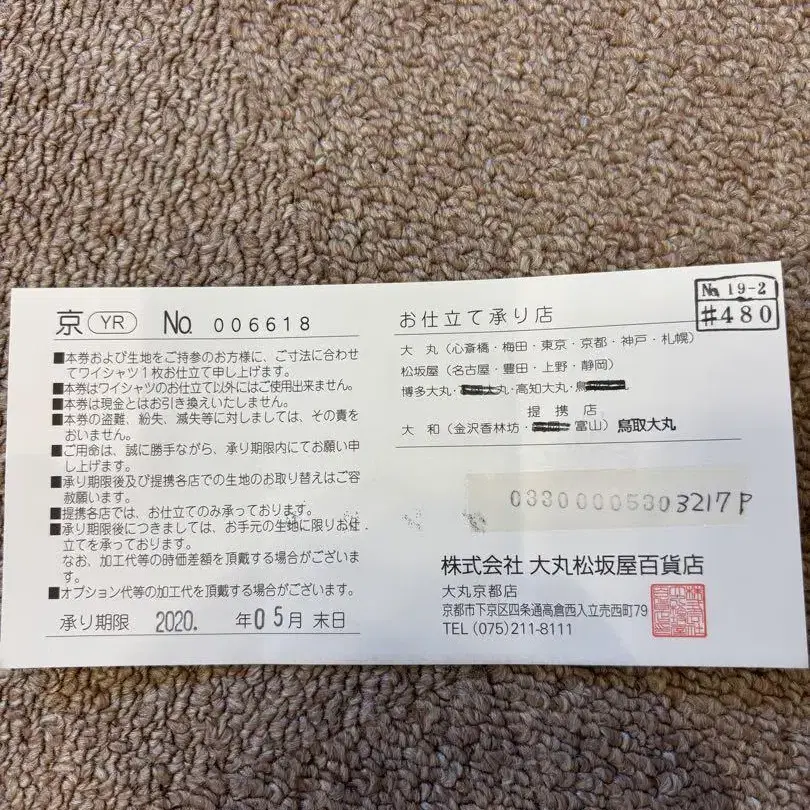 京 YR No. 006618
■本券および生地をご持参のお方様に、ご寸法に合わせ
てワイシャツ1枚お仕立て申し上げます。
■本券はワイシャツのお仕立て以外にはご使用出来ません。
■本券は現金とはお引き換えいたしません。
■本券の盗難、紛失、滅失等に対しましては、その責を
おいません。
■ご用命は、誠に勝手ながら、承り期限内にてお願い申
し上げます。
■承り期限後及び提携各店での生地のお取り替えはご容
赦願います。
■提携各店では、お仕立てのみ承っております。
■承り期限後につきましては、お手元の生地に限りお仕
立てを承っております。
なお、加工代等の時価差額を頂戴する場合がございま
す。
■オプション代等の加工代を頂戴する場合がございます。
承り期限 2020. 年05月 末日
お仕立て承り店
No. 19-2
#480
大 丸（心斎橋・梅田・東京・京都・神戸・札幌）
松坂屋（名古屋・豊田・上野・静岡）
博多大丸・大丸・高知大丸・
提 携 店
大 和（金沢香林坊・富山）鳥取大丸
03300005303217P
株式会社 大丸松坂屋百貨店
大丸京都店
京都市下京区四条通高倉西入立売西町79
TEL (075)211-8111